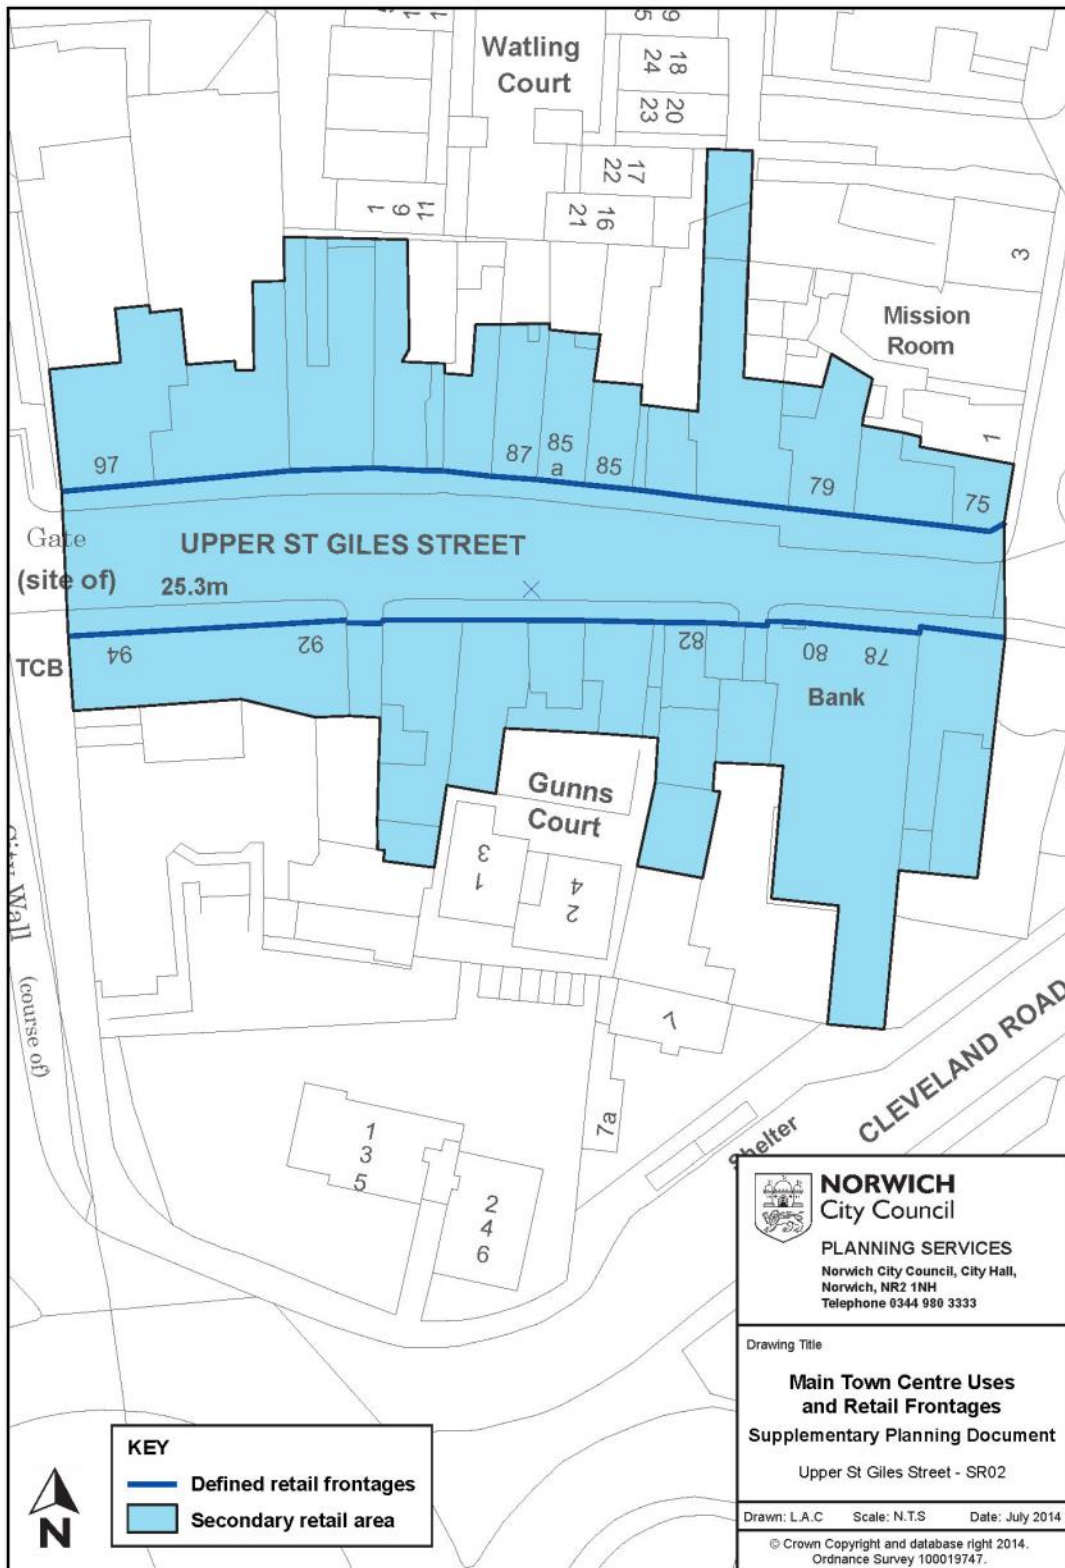 Watling
Court
18
24
20
23
17
22
16
21
11
9
1
3
Mission
Room
1
97
87
85
a
85
79
75
Gate
(site of)
UPPER ST GILES STREET
25.3m
TCB
94
92
82
80
78
Bank
Gunns
Court
3
1
4
2
City Wall
(course of)
7
7a
CLEVELAND ROAD
Shelter
1
3
5
2
4
6
NORWICH
City Council
PLANNING SERVICES
Norwich City Council, City Hall,
Norwich, NR2 1NH
Telephone 0344 980 3333
Drawing Title
Main Town Centre Uses
and Retail Frontages
Supplementary Planning Document
Upper St Giles Street - SR02
Drawn: L.A.C Scale: N.T.S Date: July 2014
© Crown Copyright and database right 2014.
Ordnance Survey 100019747.
KEY
Defined retail frontages
Secondary retail area
N